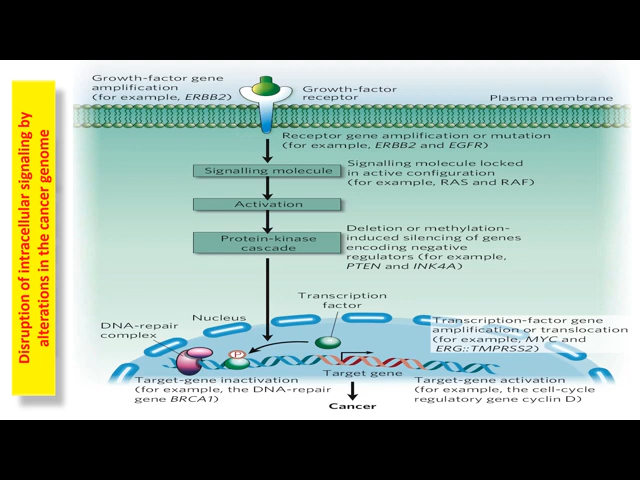 Disruption of intracellular signaling by
alterations in the cancer genome
Growth-factor gene
amplification
(for example, ERBB2)
Growth-factor
receptor
Plasma membrane
Receptor gene amplification or mutation
(for example, ERBB2 and EGFR)
Signalling molecule
Signalling molecule locked
in active configuration
(for example, RAS and RAF)
Activation
Protein-kinase
cascade
Deletion or methylation-
induced silencing of genes
encoding negative
regulators (for example,
PTEN and INK4A)
Transcription
factor
Nucleus
DNA-repair
complex
Transcription-factor gene
amplification or translocation
(for example, MYC and
ERG::TMPRSS2)
P
Target gene
Target-gene inactivation
(for example, the DNA-repair
gene BRCA1)
Target-gene activation
(for example, the cell-cycle
regulatory gene cyclin D)
Cancer